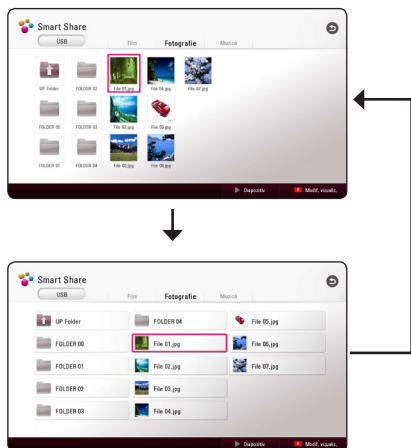 Smart Share
USB
Film Fotografie Muzică
UP Folder FOLDER 02 File 01.jpg File 04.jpg File 07.jpg
FOLDER 00 FOLDER 03 File 02.jpg File 05.jpg
FOLDER 01 FOLDER 04 File 03.jpg File 06.jpg
Diapozitiv Modif, vizualiz,
Smart Share
USB
Film Fotografie Muzică
UP Folder FOLDER 04 File 05.jpg
FOLDER 00 File 01.jpg File 06.jpg
FOLDER 01 File 02.jpg File 07.jpg
FOLDER 02 File 03.jpg
FOLDER 03 File 04.jpg
Diapozitiv Modif, vizualiz,